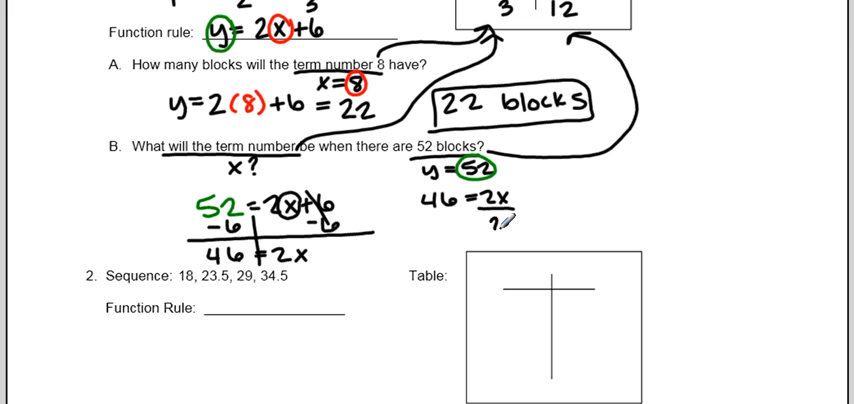 3 12
Function rule: y = 2x+6
A. How many blocks will the term number 8 have?
x=8
y=2(8)+6 = 22
22 blocks
B. What will the term number be when there are 52 blocks?
x?
y=52
52=2x+6
-6 -6
46=2x
46=2x
2
2. Sequence: 18, 23.5, 29, 34.5 Table:
Function Rule: